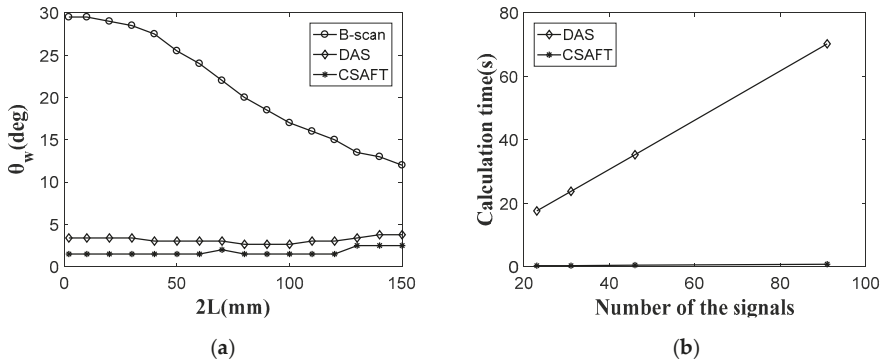 30
25
20
15
10
5
0
0
50
100
150
θw(deg)
2L(mm)
B-scan
DAS
CSAFT
(a)
80
60
40
20
0
20
40
60
80
100
Calculation time(s)
Number of the signals
DAS
CSAFT
(b)